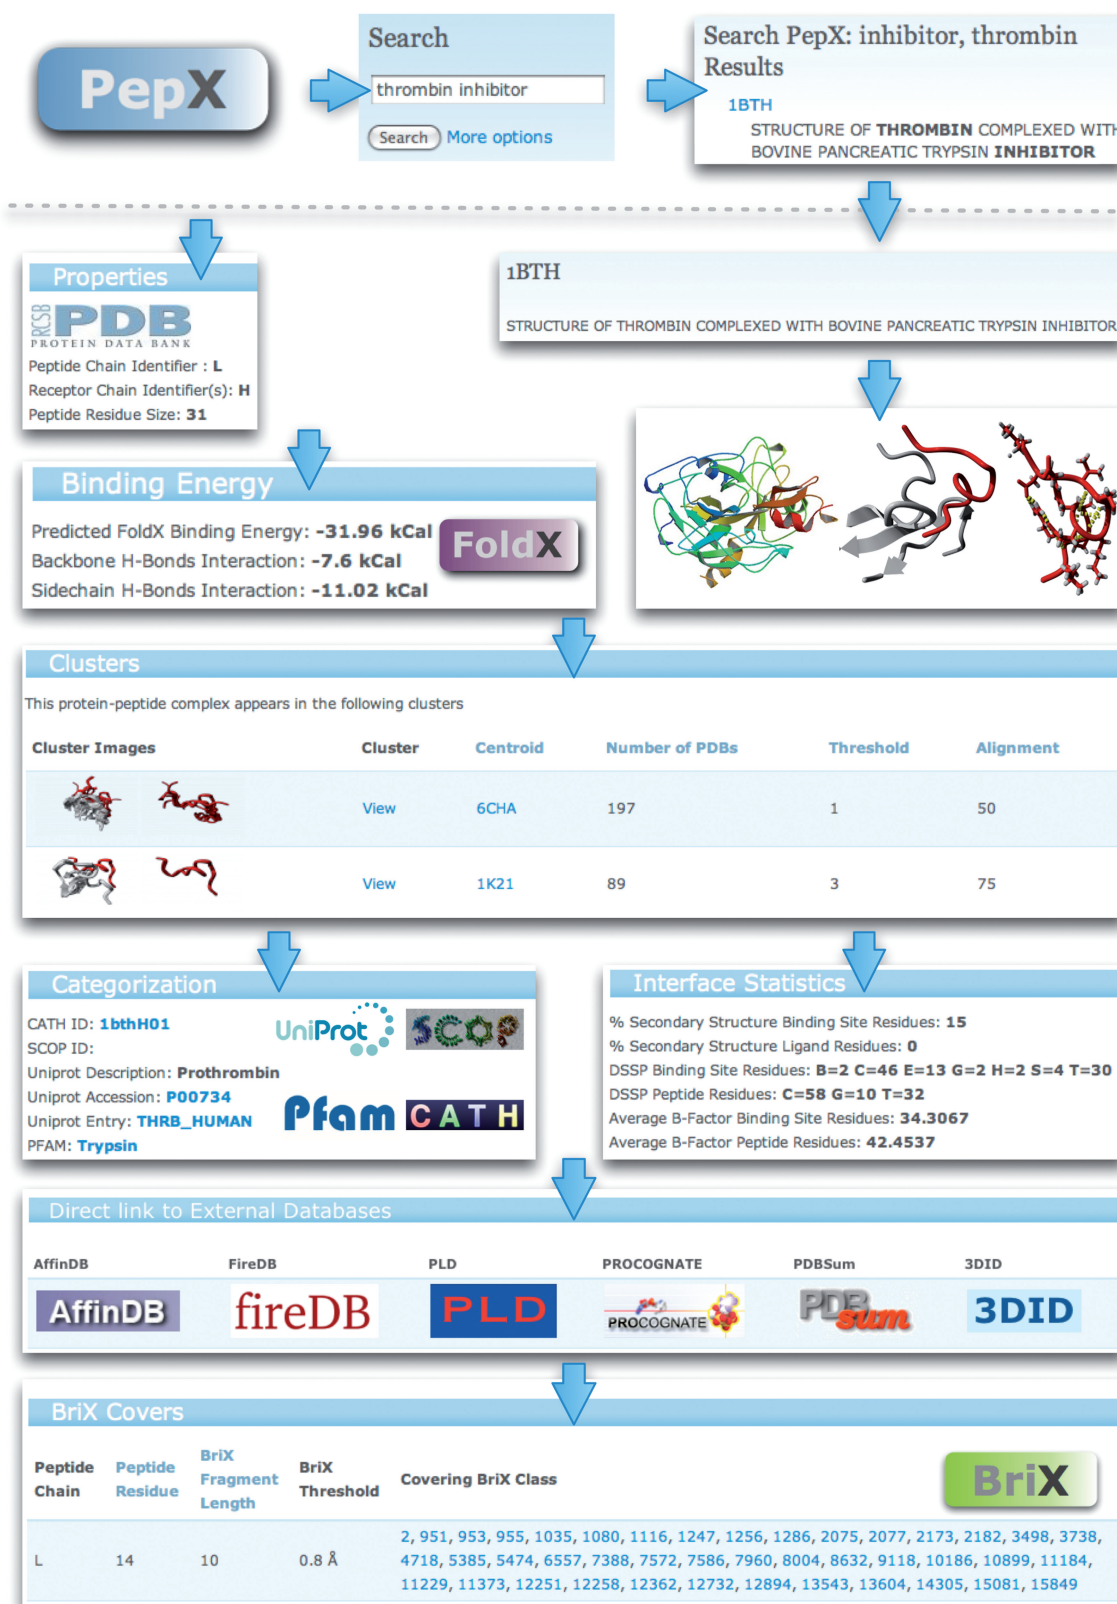 PepX
Search
thrombin inhibitor
Search More options
Search PepX: inhibitor, thrombin
Results
1BTH
STRUCTURE OF THROMBIN COMPLEXED WITH
BOVINE PANCREATIC TRYPSIN INHIBITOR
Properties
RCSB
PDB
PROTEIN DATA BANK
Peptide Chain Identifier : L
Receptor Chain Identifier(s): H
Peptide Residue Size: 31
1BTH
STRUCTURE OF THROMBIN COMPLEXED WITH BOVINE PANCREATIC TRYPSIN INHIBITOR
Binding Energy
Predicted FoldX Binding Energy: -31.96 kCal
Backbone H-Bonds Interaction: -7.6 kCal
Sidechain H-Bonds Interaction: -11.02 kCal
FoldX
Clusters
This protein-peptide complex appears in the following clusters
Cluster Images Cluster Centroid Number of PDBs Threshold Alignment
View 6CHA 197 1 50
View 1K21 89 3 75
Categorization
CATH ID: 1bthH01
SCOP ID:
Uniprot Description: Prothrombin
Uniprot Accession: P00734
Uniprot Entry: THRB_HUMAN
PFAM: Trypsin
UniProt
SCOP
Pfam
CATH
Interface Statistics
% Secondary Structure Binding Site Residues: 15
% Secondary Structure Ligand Residues: 0
DSSP Binding Site Residues: B=2 C=46 E=13 G=2 H=2 S=4 T=30
DSSP Peptide Residues: C=58 G=10 T=32
Average B-Factor Binding Site Residues: 34.3067
Average B-Factor Peptide Residues: 42.4537
Direct link to External Databases
AffinDB FireDB PLD PROCOGNATE PDBSum 3DID
AffinDB fireDB PLD PROCOGNATE PDBsum 3DID
BriX Covers
Peptide Chain
Peptide Residue
BriX Fragment Length
BriX Threshold
Covering BriX Class
BriX
L 14 10 0.8 Å
2, 951, 953, 955, 1035, 1080, 1116, 1247, 1256, 1286, 2075, 2077, 2173, 2182, 3498, 3738,
4718, 5385, 5474, 6557, 7388, 7572, 7586, 7960, 8004, 8632, 9118, 10186, 10899, 11184,
11229, 11373, 12251, 12258, 12362, 12732, 12894, 13543, 13604, 14305, 15081, 15849